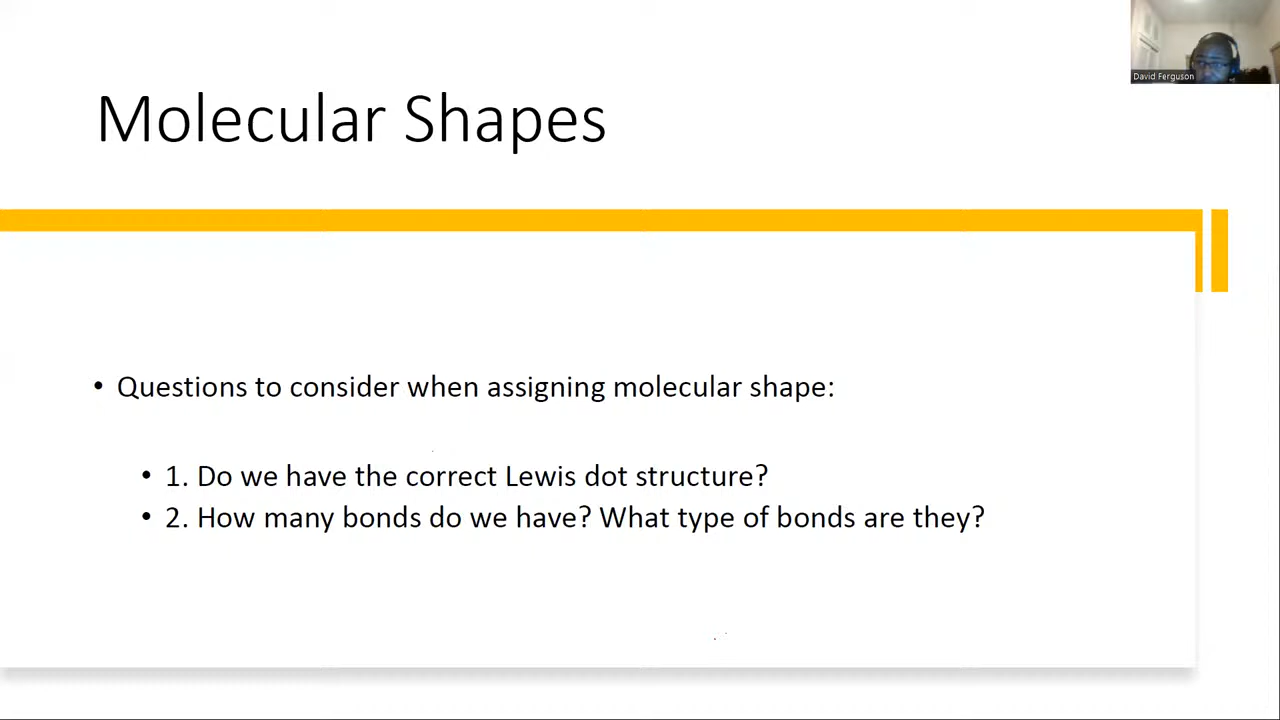 David Ferguson
Molecular Shapes
• Questions to consider when assigning molecular shape:
• 1. Do we have the correct Lewis dot structure?
• 2. How many bonds do we have? What type of bonds are they?